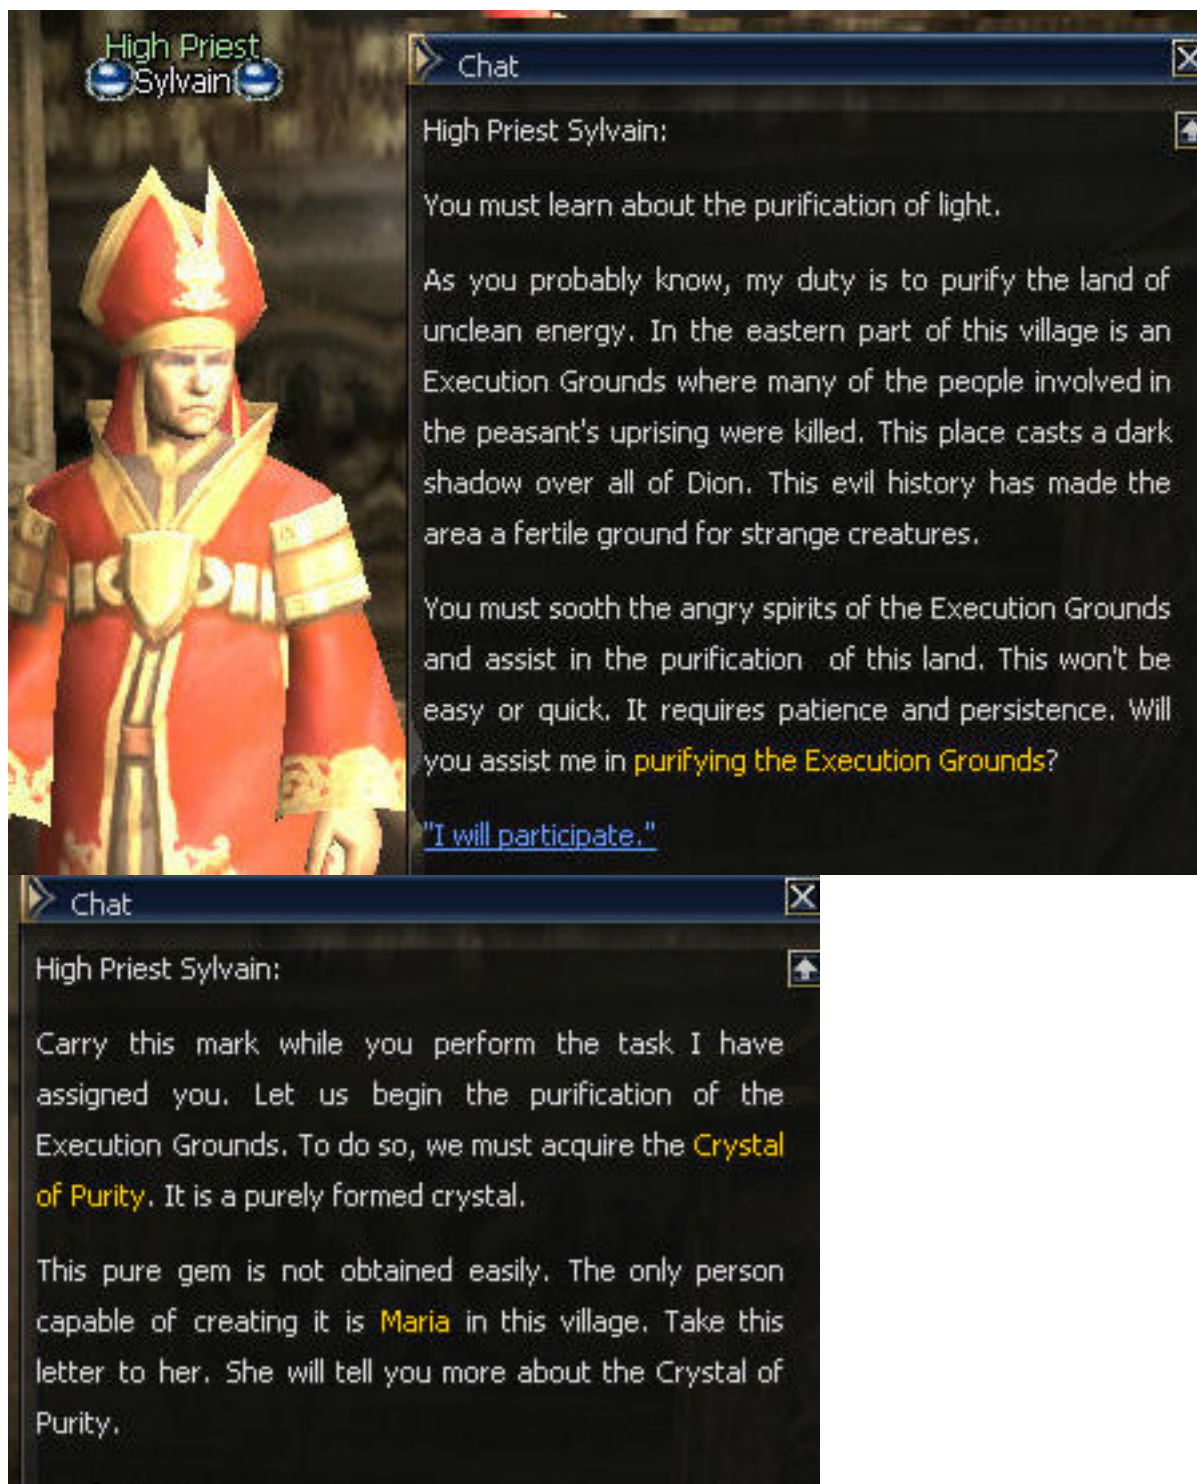 High Priest
Sylvain
Chat
High Priest Sylvain:
You must learn about the purification of light.
As you probably know, my duty is to purify the land of
unclean energy. In the eastern part of this village is an
Execution Grounds where many of the people involved in
the peasant's uprising were killed. This place casts a dark
shadow over all of Dion. This evil history has made the
area a fertile ground for strange creatures.
You must sooth the angry spirits of the Execution Grounds
and assist in the purification of this land. This won't be
easy or quick. It requires patience and persistence. Will
you assist me in purifying the Execution Grounds?
"I will participate."
Chat
High Priest Sylvain:
Carry this mark while you perform the task I have
assigned you. Let us begin the purification of the
Execution Grounds. To do so, we must acquire the Crystal
of Purity. It is a purely formed crystal.
This pure gem is not obtained easily. The only person
capable of creating it is Maria in this village. Take this
letter to her. She will tell you more about the Crystal of
Purity.